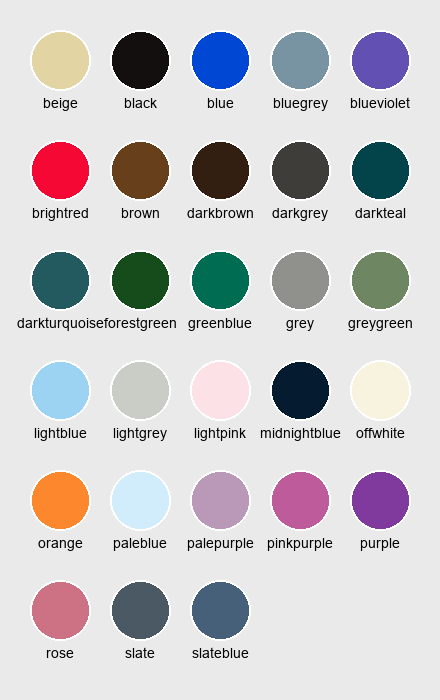 beige black blue bluegrey blueviolet
brightred brown darkbrown darkgrey darkteal
darkturquoise forestgreen greenblue grey greygreen
lightblue lightgrey lightpink midnightblue offwhite
orange paleblue palepurple pinkpurple purple
rose slate slateblue